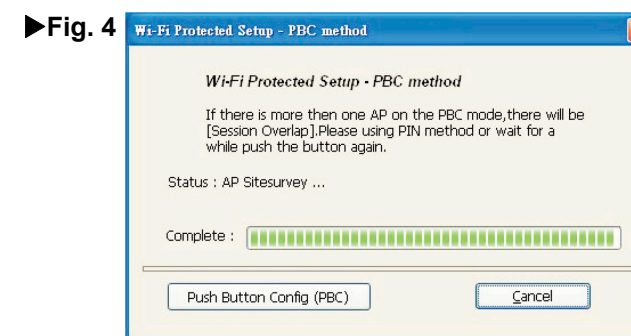 ▶Fig. 4
Wi-Fi Protected Setup - PBC method
Wi-Fi Protected Setup - PBC method
If there is more then one AP on the PBC mode,there will be
[Session Overlap].Please using PIN method or wait for a
while push the button again.
Status : AP Sitesurvey ...
Complete :
Push Button Config (PBC)
Cancel